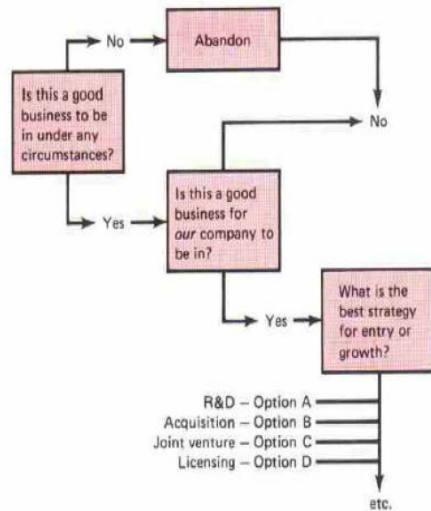 No
Abandon
Is this a good
business to be
in under any
circumstances?
No
Is this a good
business for
our company to
be in?
Yes
What is the
best strategy
for entry or
growth?
Yes
R&D – Option A
Acquisition – Option B
Joint venture – Option C
Licensing – Option D
etc.